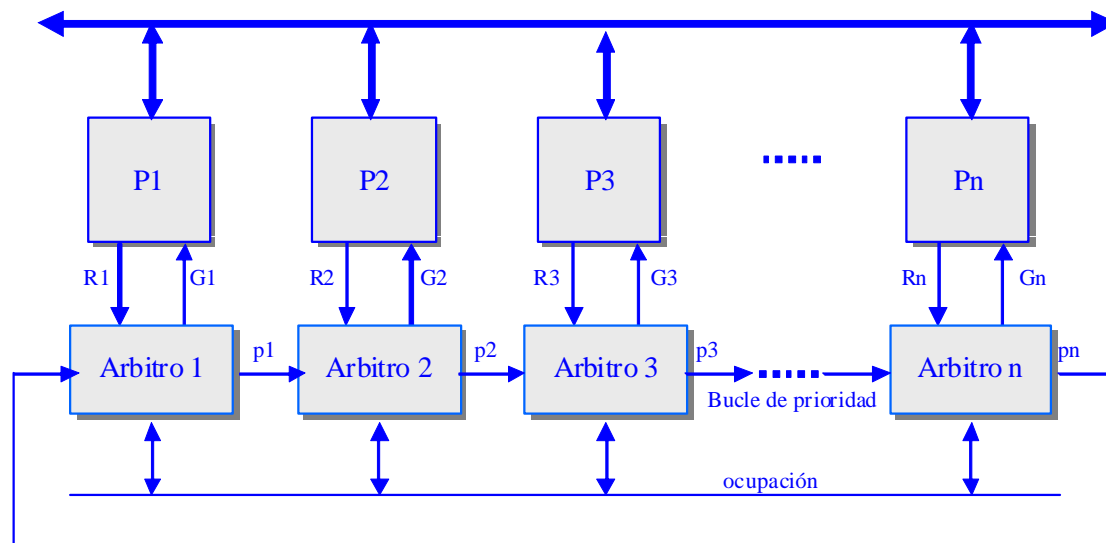 P1
P2
P3
Pn
R1
G1
R2
G2
R3
G3
Rn
Gn
Arbitro 1
p1
Arbitro 2
p2
Arbitro 3
p3
Arbitro n
pn
Bucle de prioridad
ocupación